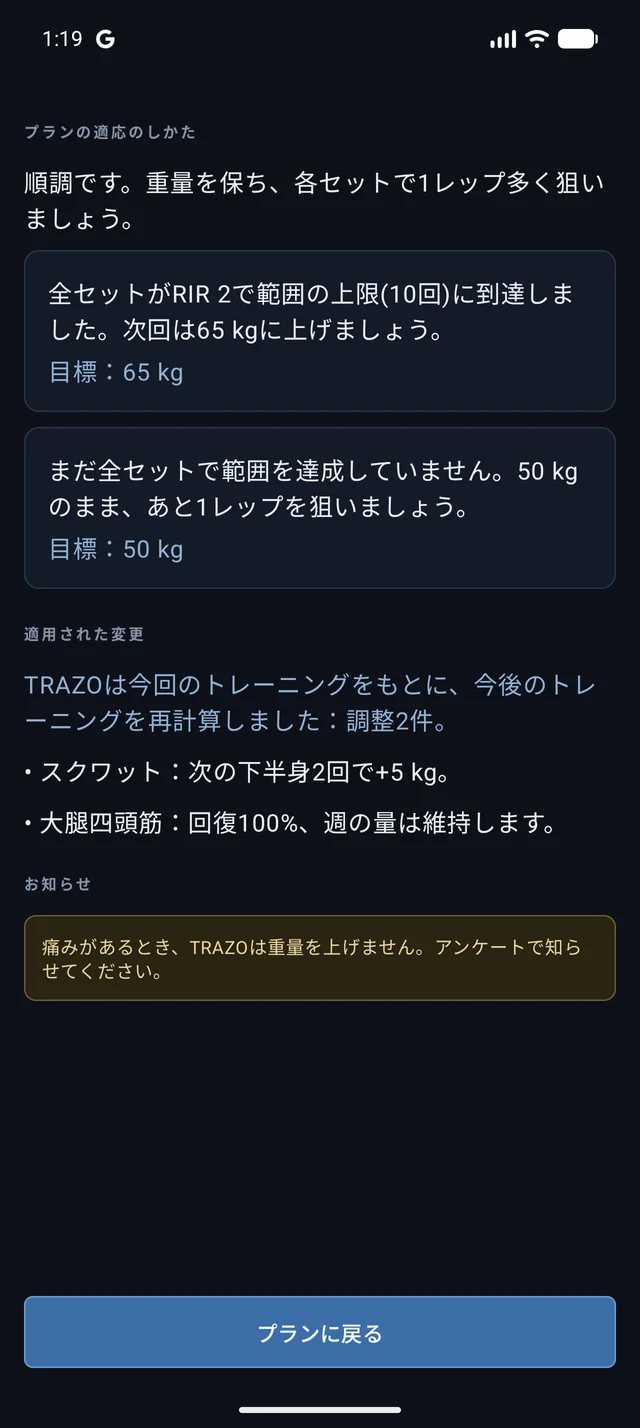 1:19 G
プランの適応のしかた
順調です。重量を保ち、各セットで1レップ多く狙い
ましょう。
全セットがRIR 2で範囲の上限(10回)に到達しま
した。次回は65 kgに上げましょう。
目標：65 kg
まだ全セットで範囲を達成していません。50 kg
のまま、あと1レップを狙いましょう。
目標：50 kg
適用された変更
TRAZOは今回のトレーニングをもとに、今後のトレ
ーニングを再計算しました：調整2件。
• スクワット：次の下半身2回で+5 kg。
• 大腿四頭筋：回復100%、週の量は維持します。
お知らせ
痛みがあるとき、TRAZOは重量を上げません。アンケートで知ら
せてください。
プランに戻る